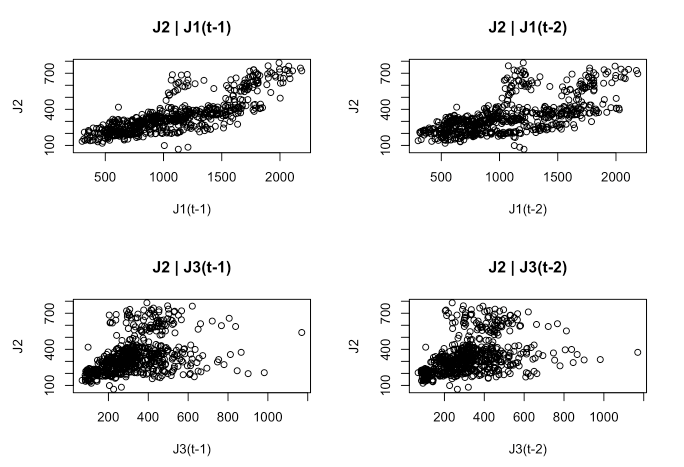 J2 | J1(t-1)
J2
100 400 700
500 1000 1500 2000
J1(t-1)
J2 | J1(t-2)
J2
100 400 700
500 1000 1500 2000
J1(t-2)
J2 | J3(t-1)
J2
100 400 700
200 400 600 800 1000
J3(t-1)
J2 | J3(t-2)
J2
100 400 700
200 400 600 800 1000
J3(t-2)